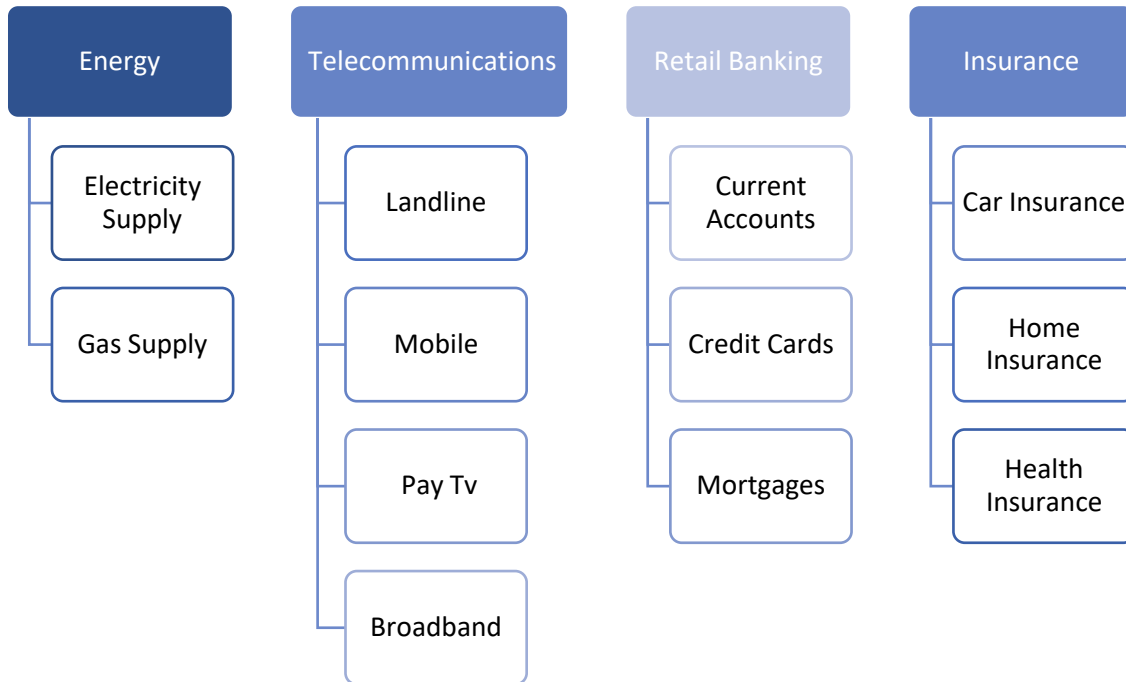 Energy
Electricity
Supply
Gas Supply
Telecommunications
Landline
Mobile
Pay Tv
Broadband
Retail Banking
Current
Accounts
Credit Cards
Mortgages
Insurance
Car Insurance
Home
Insurance
Health
Insurance